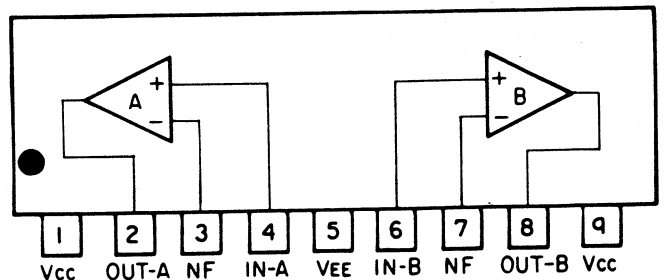 A + −
+ − B
1 2 3 4 5 6 7 8 9
Vcc OUT-A NF IN-A VEE IN-B NF OUT-B Vcc